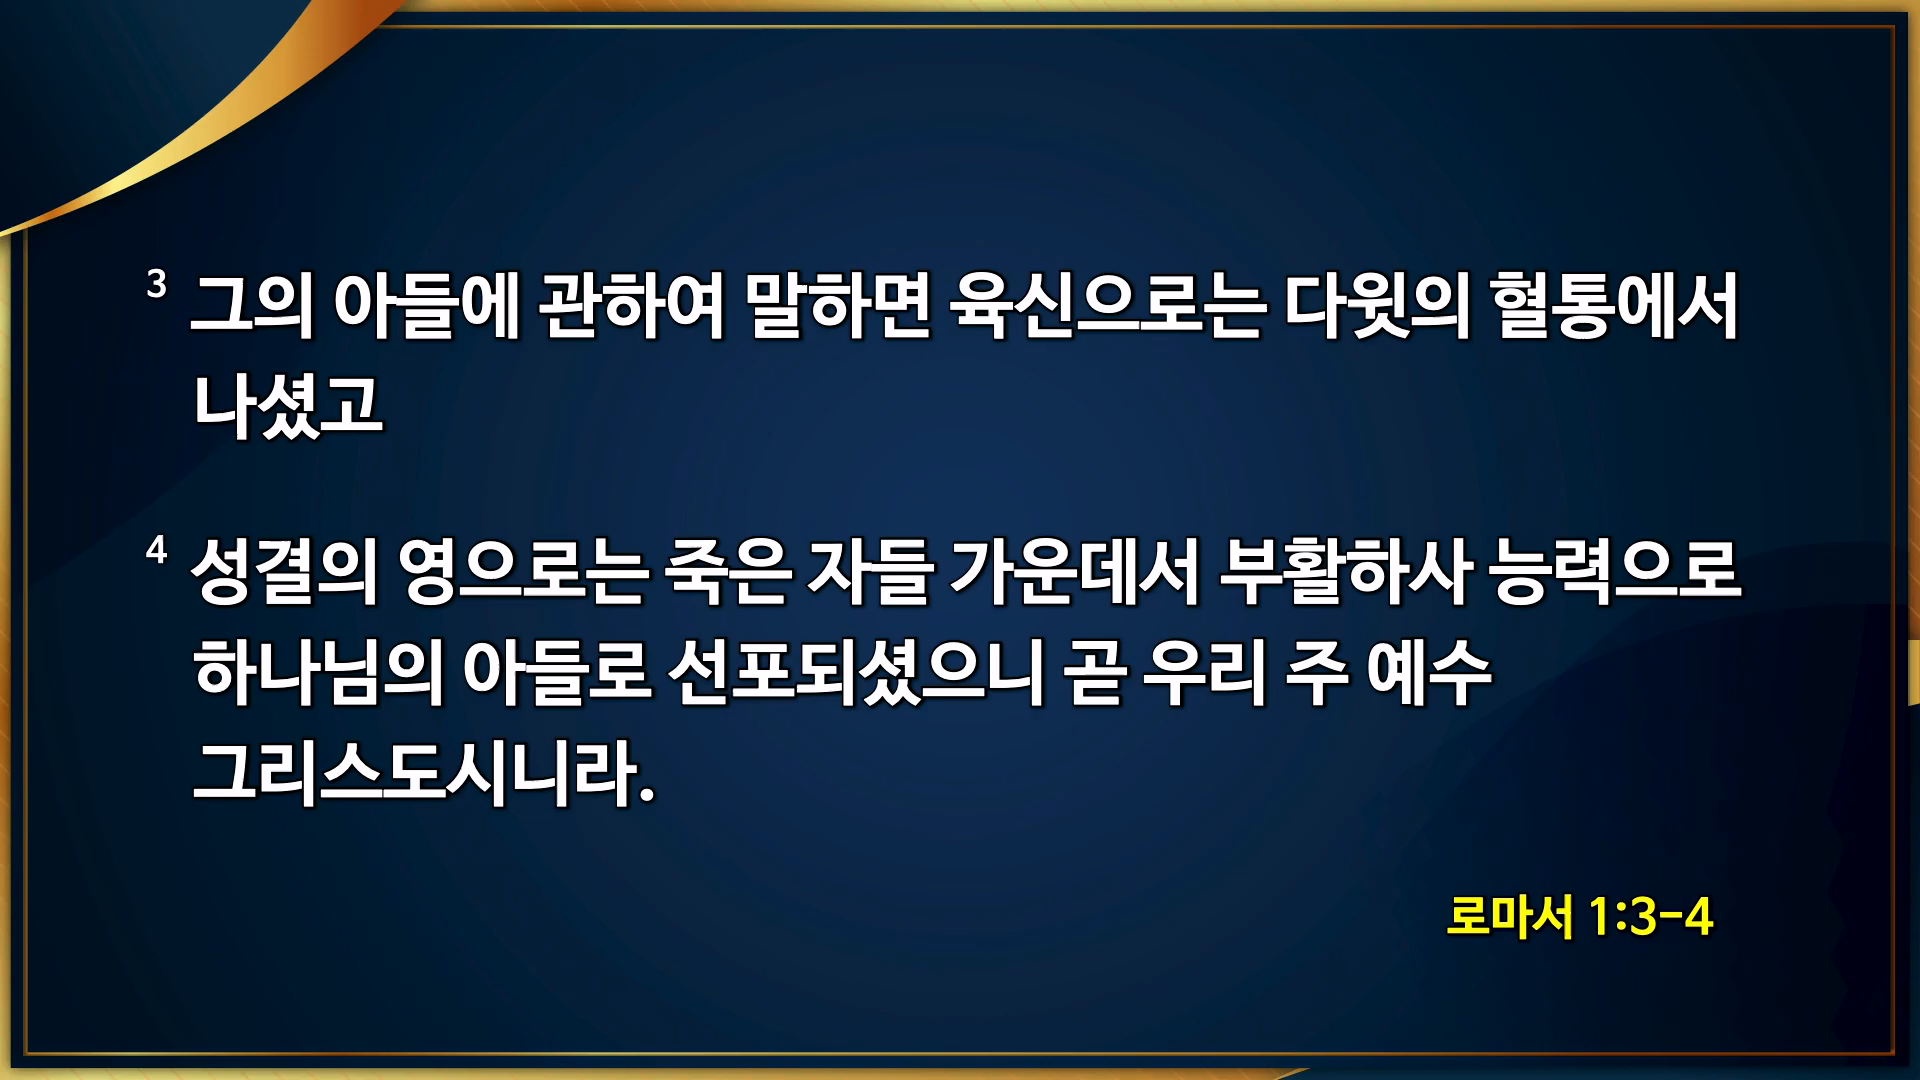 3 그의 아들에 관하여 말하면 육신으로는 다윗의 혈통에서
나셨고
4 성결의 영으로는 죽은 자들 가운데서 부활하사 능력으로
하나님의 아들로 선포되셨으니 곧 우리 주 예수
그리스도시니라.
로마서 1:3-4